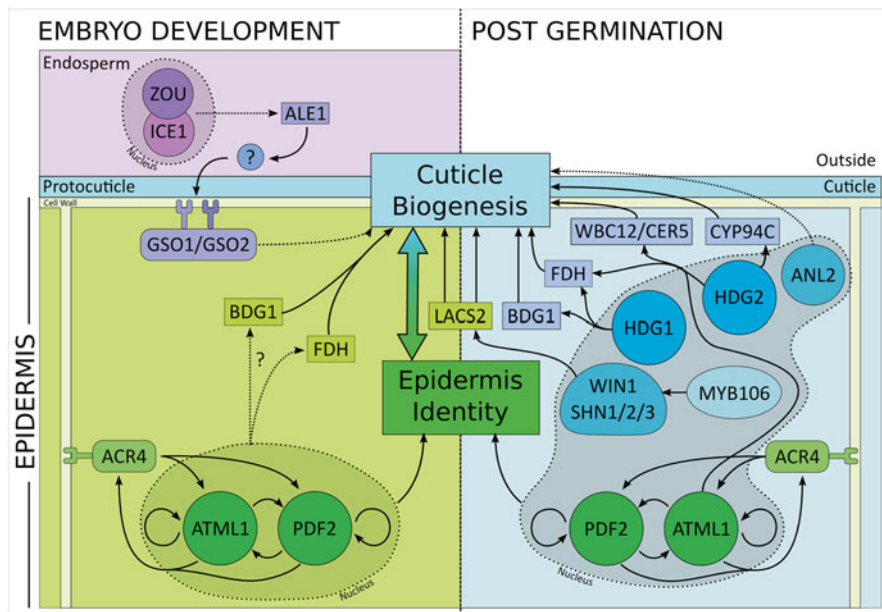 EMBRYO DEVELOPMENT
POST GERMINATION
Endosperm
ZOU
ICE1
Nucleus
ALE1
?
Outside
Protocuticle
Cuticle
Cell Wall
Cuticle
Biogenesis
GSO1/GSO2
WBC12/CER5
CYP94C
FDH
ANL2
HDG2
BDG1
LACS2
BDG1
HDG1
?
FDH
Epidermis
Identity
WIN1
SHN1/2/3
MYB106
EPIDERMIS
ACR4
ACR4
ATML1
PDF2
PDF2
ATML1
Nucleus
Nucleus